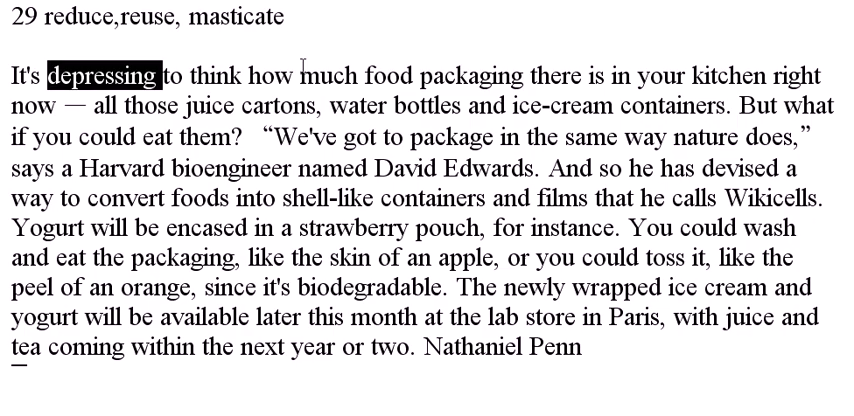 29 reduce,reuse, masticate
It's depressing to think how much food packaging there is in your kitchen right
now — all those juice cartons, water bottles and ice-cream containers. But what
if you could eat them? “We've got to package in the same way nature does,”
says a Harvard bioengineer named David Edwards. And so he has devised a
way to convert foods into shell-like containers and films that he calls Wikicells.
Yogurt will be encased in a strawberry pouch, for instance. You could wash
and eat the packaging, like the skin of an apple, or you could toss it, like the
peel of an orange, since it's biodegradable. The newly wrapped ice cream and
yogurt will be available later this month at the lab store in Paris, with juice and
tea coming within the next year or two. Nathaniel Penn